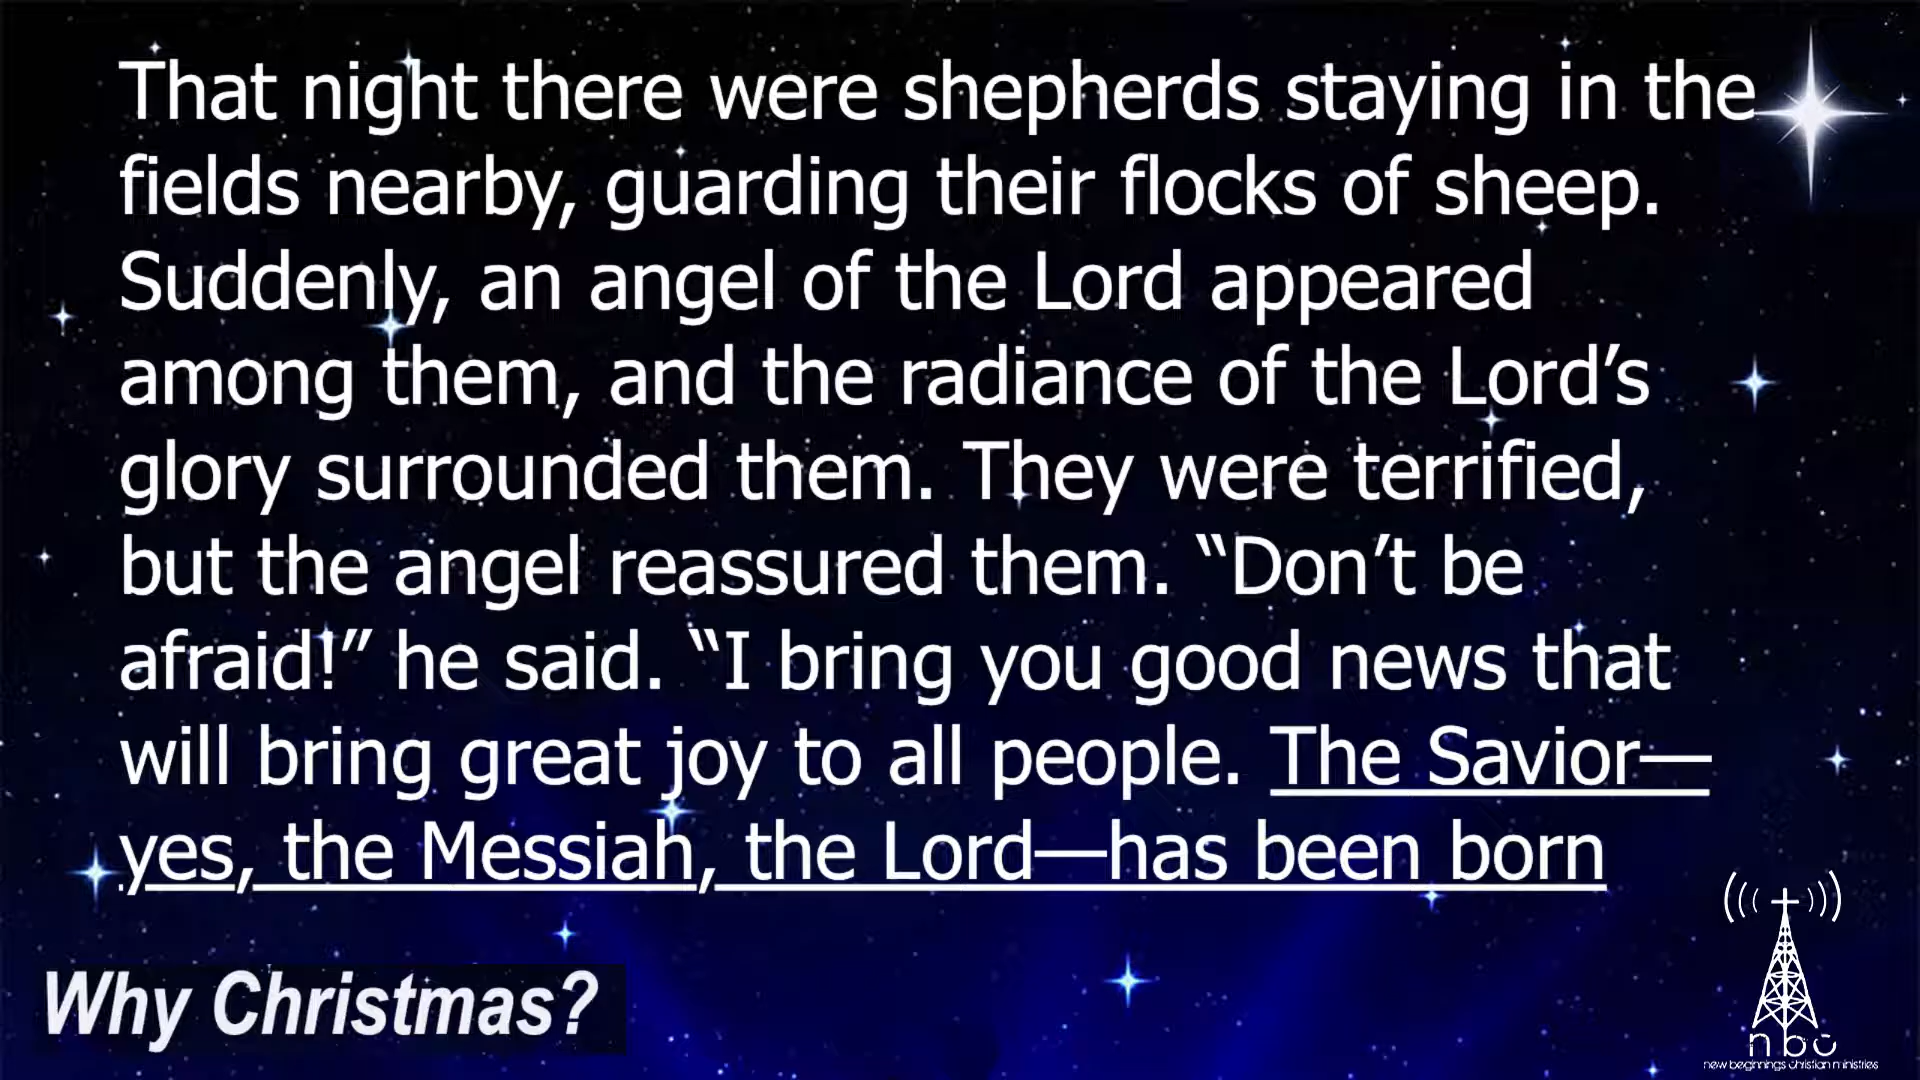 That night there were shepherds staying in the
fields nearby, guarding their flocks of sheep.
Suddenly, an angel of the Lord appeared
among them, and the radiance of the Lord’s
glory surrounded them. They were terrified,
but the angel reassured them. “Don’t be
afraid!” he said. “I bring you good news that
will bring great joy to all people. The Savior—
yes, the Messiah, the Lord—has been born
Why Christmas?
nbc
new beginnings christian ministries